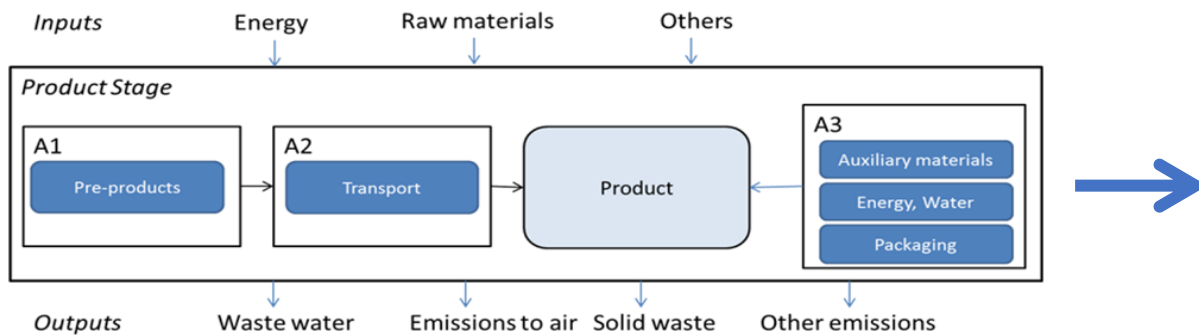 Inputs Energy Raw materials Others
Product Stage
A1
Pre-products
A2
Transport
Product
A3
Auxiliary materials
Energy, Water
Packaging
Outputs Waste water Emissions to air Solid waste Other emissions